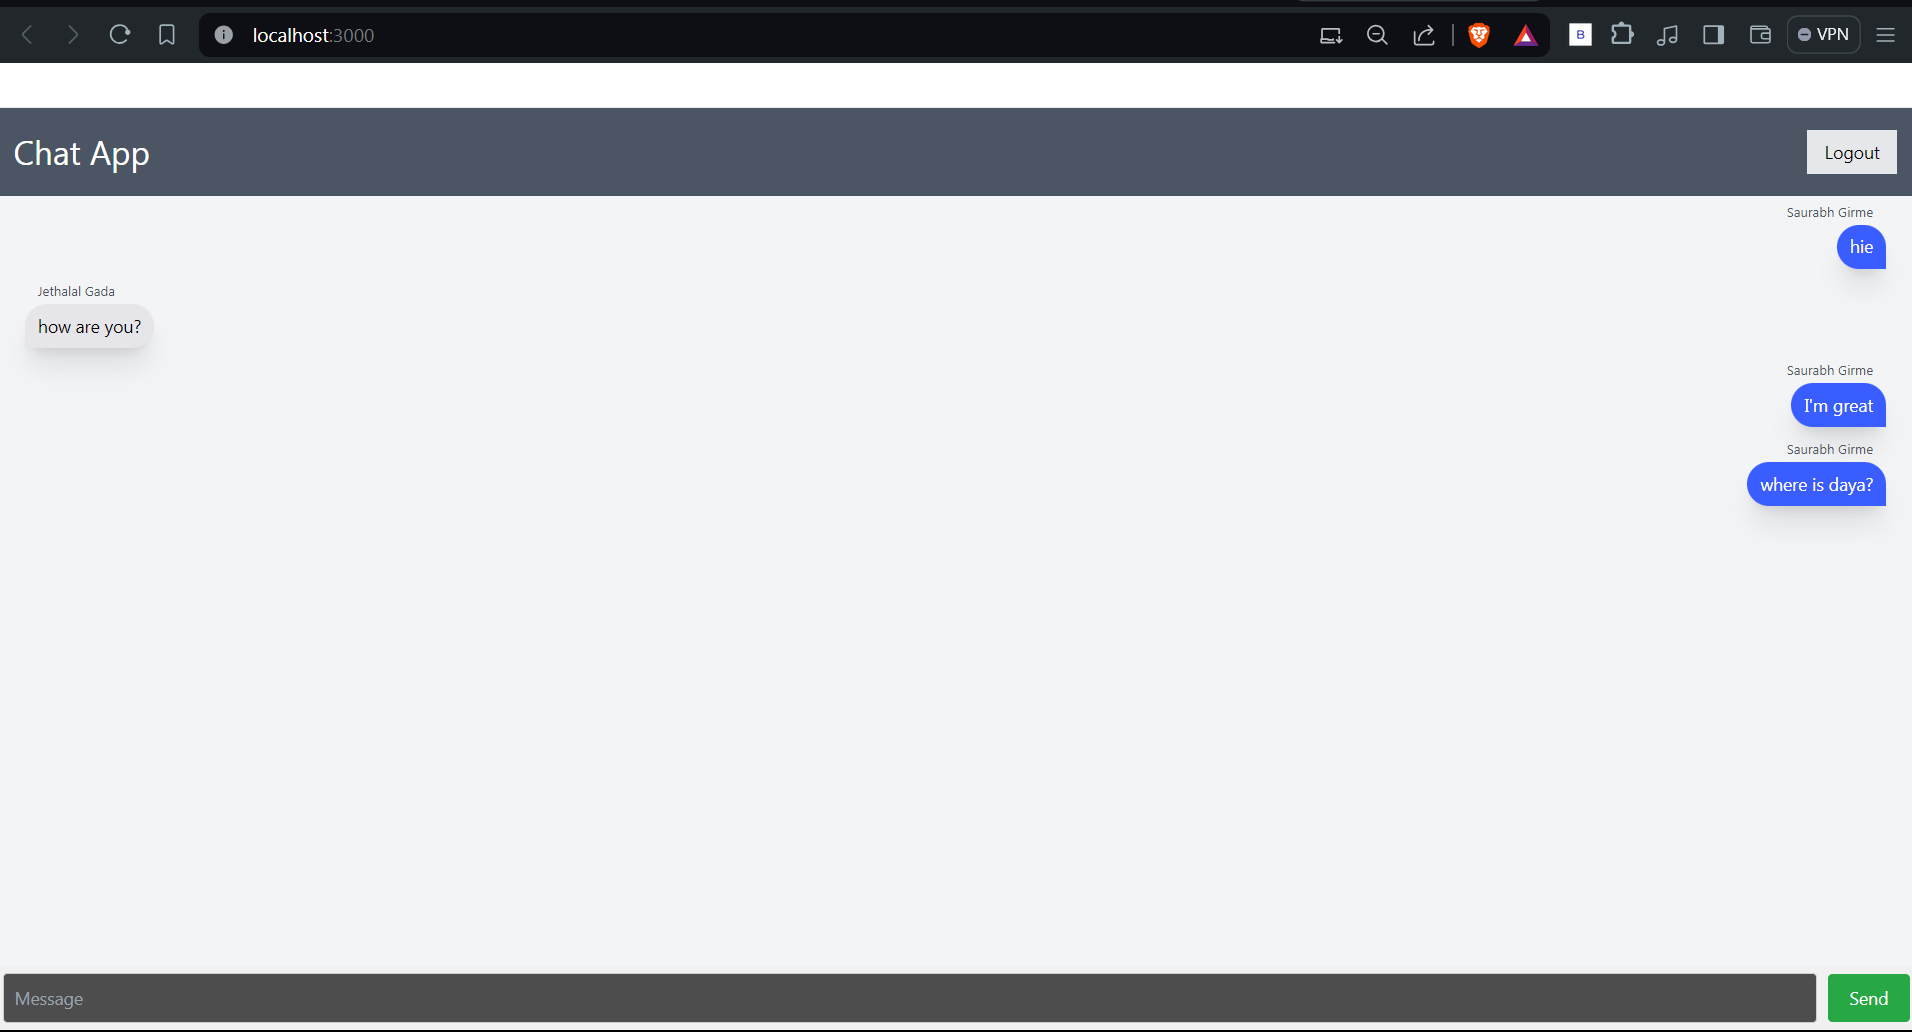 localhost:3000
B
VPN
Chat App
Logout
Saurabh Girme
hie
Jethalal Gada
how are you?
Saurabh Girme
I'm great
Saurabh Girme
where is daya?
Message
Send